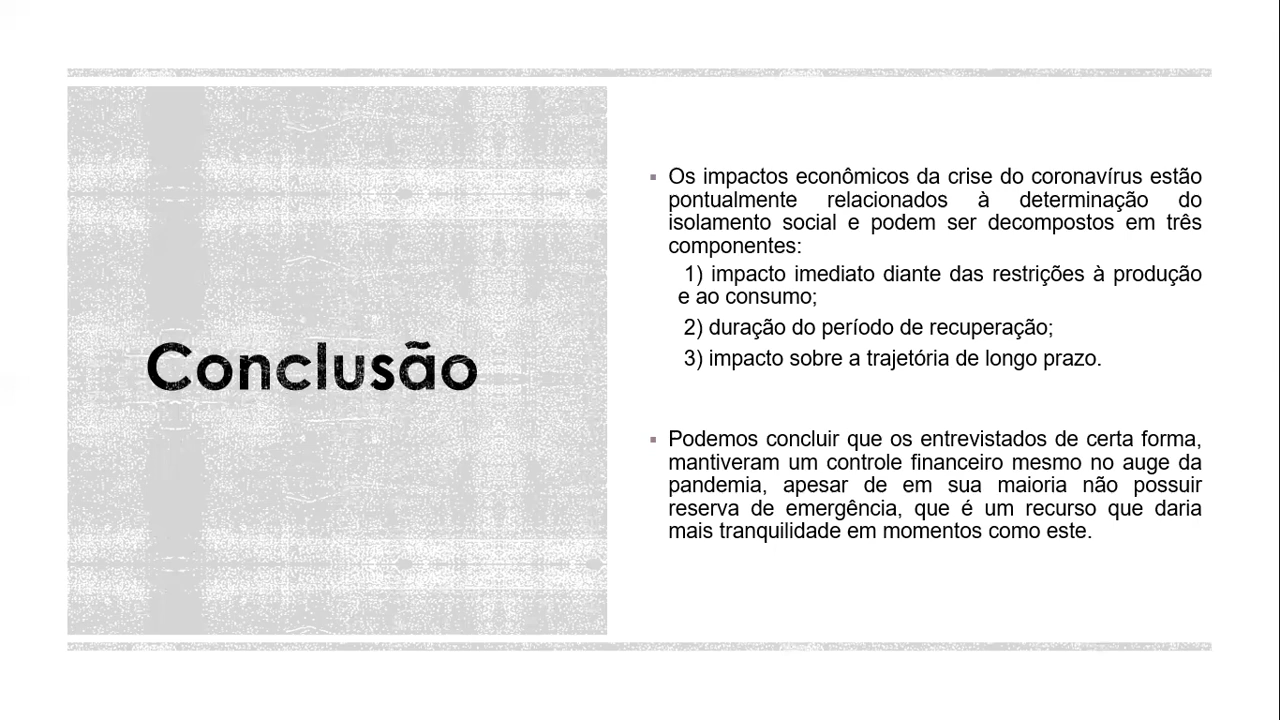 Conclusão
Os impactos econômicos da crise do coronavírus estão
pontualmente relacionados à determinação do
isolamento social e podem ser decompostos em três
componentes:
1) impacto imediato diante das restrições à produção
e ao consumo;
2) duração do período de recuperação;
3) impacto sobre a trajetória de longo prazo.
Podemos concluir que os entrevistados de certa forma,
mantiveram um controle financeiro mesmo no auge da
pandemia, apesar de em sua maioria não possuir
reserva de emergência, que é um recurso que daria
mais tranquilidade em momentos como este.